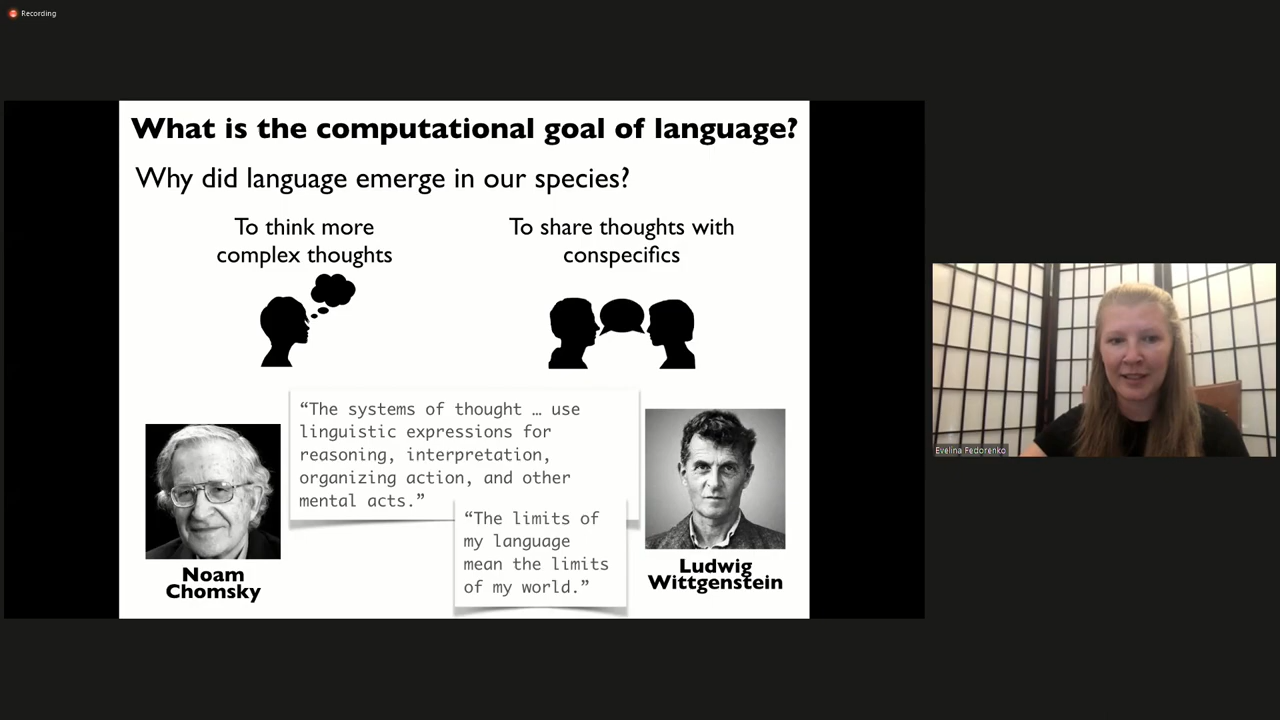 Recording
What is the computational goal of language?
Why did language emerge in our species?
To think more
complex thoughts
To share thoughts with
conspecifics
“The systems of thought … use
linguistic expressions for
reasoning, interpretation,
organizing action, and other
mental acts.”
“The limits of
my language
mean the limits
of my world.”
Noam
Chomsky
Ludwig
Wittgenstein
Evelina Fedorenko